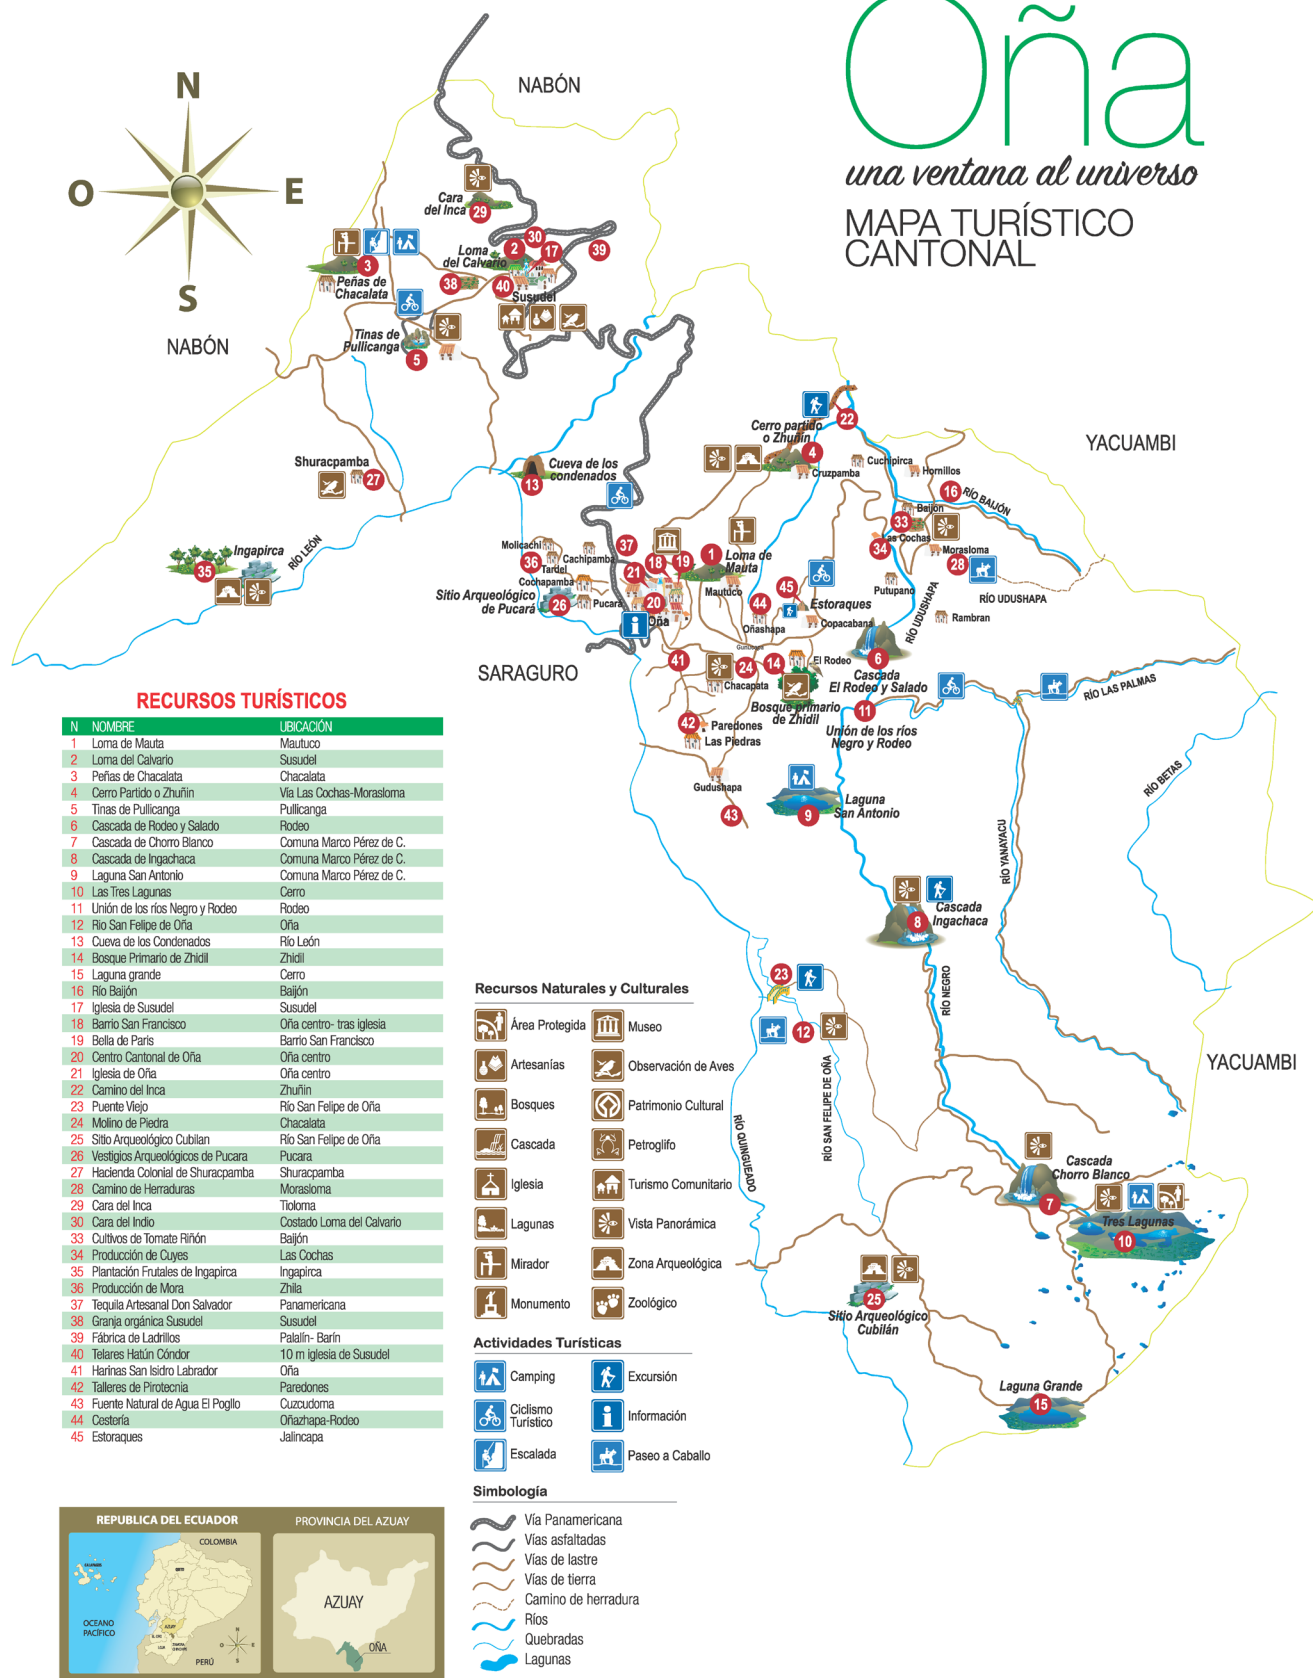 Oña
una ventana al universo
MAPA TURÍSTICO
CANTONAL
N
O
E
S
NABÓN
NABÓN
YACUAMBI
YACUAMBI
SARAGURO
Cara
del Inca
29
30
2
17
39
Loma
del Calvario
38
40
Susudel
3
Peñas de
Chacalata
Tinas de
Pullicanga
5
Shuracpamba
27
Cueva de los
condenados
13
Ingapirca
35
RÍO LEÓN
22
Cerro partido
o Zhuñin
4
Cruzpamba
Cuchipirca
Hornillos
16
RÍO BAIJÓN
Baijón
33
as Cochas
34
Morasloma
28
RÍO UDUSHAPA
Putupano
RÍO UDUSHAPA
Rambran
Molicachi
36
Tardel
Cachipamba
Cochapamba
Sitio Arqueológico
de Pucará
26
Pucara
37
18
19
21
20
Oña
1
Loma de
Mauta
Mautuco
45
44
Estoraques
Oñashapa
Copacabana
6
Cascada
El Rodeo y Salado
41
24
14
El Rodeo
Chacapata
Bosque primario
de Zhidil
11
Unión de los ríos
Negro y Rodeo
RÍO LAS PALMAS
42
Paredones
Las Piedras
Gudushapa
43
Laguna
San Antonio
9
RÍO BETAS
RÍO YANAYACU
Cascada
Ingachaca
8
RÍO NEGRO
23
12
RÍO SAN FELIPE DE OÑA
RÍO QUINGUEADO
Cascada
Chorro Blanco
7
Tres Lagunas
10
25
Sitio Arqueológico
Cubilán
Laguna Grande
15
RECURSOS TURÍSTICOS
N NOMBRE UBICACIÓN
1 Loma de Mauta Mautuco
2 Loma del Calvario Susudel
3 Peñas de Chacalata Chacalata
4 Cerro Partido o Zhuñin Vía Las Cochas-Morasloma
5 Tinas de Pullicanga Pullicanga
6 Cascada de Rodeo y Salado Rodeo
7 Cascada de Chorro Blanco Comuna Marco Pérez de C.
8 Cascada de Ingachaca Comuna Marco Pérez de C.
9 Laguna San Antonio Comuna Marco Pérez de C.
10 Las Tres Lagunas Cerro
11 Unión de los ríos Negro y Rodeo Rodeo
12 Rio San Felipe de Oña Oña
13 Cueva de los Condenados Río León
14 Bosque Primario de Zhidil Zhidil
15 Laguna grande Cerro
16 Río Baijón Baijón
17 Iglesia de Susudel Susudel
18 Barrio San Francisco Oña centro- tras iglesia
19 Bella de Paris Barrio San Francisco
20 Centro Cantonal de Oña Oña centro
21 Iglesia de Oña Oña centro
22 Camino del Inca Zhuñin
23 Puente Viejo Río San Felipe de Oña
24 Molino de Piedra Chacalata
25 Sitio Arqueológico Cubilan Río San Felipe de Oña
26 Vestigios Arqueológicos de Pucara Pucara
27 Hacienda Colonial de Shuracpamba Shuracpamba
28 Camino de Herraduras Morasloma
29 Cara del Inca Tioloma
30 Cara del Indio Costado Loma del Calvario
33 Cultivos de Tomate Riñón Baijón
34 Producción de Cuyes Las Cochas
35 Plantación Frutales de Ingapirca Ingapirca
36 Producción de Mora Zhila
37 Tequila Artesanal Don Salvador Panamericana
38 Granja orgánica Susudel Susudel
39 Fábrica de Ladrillos Palalín- Barín
40 Telares Hatún Cóndor 10 m iglesia de Susudel
41 Harinas San Isidro Labrador Oña
42 Talleres de Pirotecnia Paredones
43 Fuente Natural de Agua El Pogllo Cuzcudoma
44 Cestería Oñazhapa-Rodeo
45 Estoraques Jalincapa
Recursos Naturales y Culturales
Área Protegida Museo
Artesanías Observación de Aves
Bosques Patrimonio Cultural
Cascada Petroglifo
Iglesia Turismo Comunitario
Lagunas Vista Panorámica
Mirador Zona Arqueológica
Monumento Zoológico
Actividades Turísticas
Camping Excursión
Ciclismo
Turístico Información
Escalada Paseo a Caballo
Simbología
Vía Panamericana
Vías asfaltadas
Vías de lastre
Vías de tierra
Camino de herradura
Ríos
Quebradas
Lagunas
REPUBLICA DEL ECUADOR
COLOMBIA
OCEANO
PACÍFICO
AZUAY
PERÚ
N
O
E
S
PROVINCIA DEL AZUAY
AZUAY
OÑA